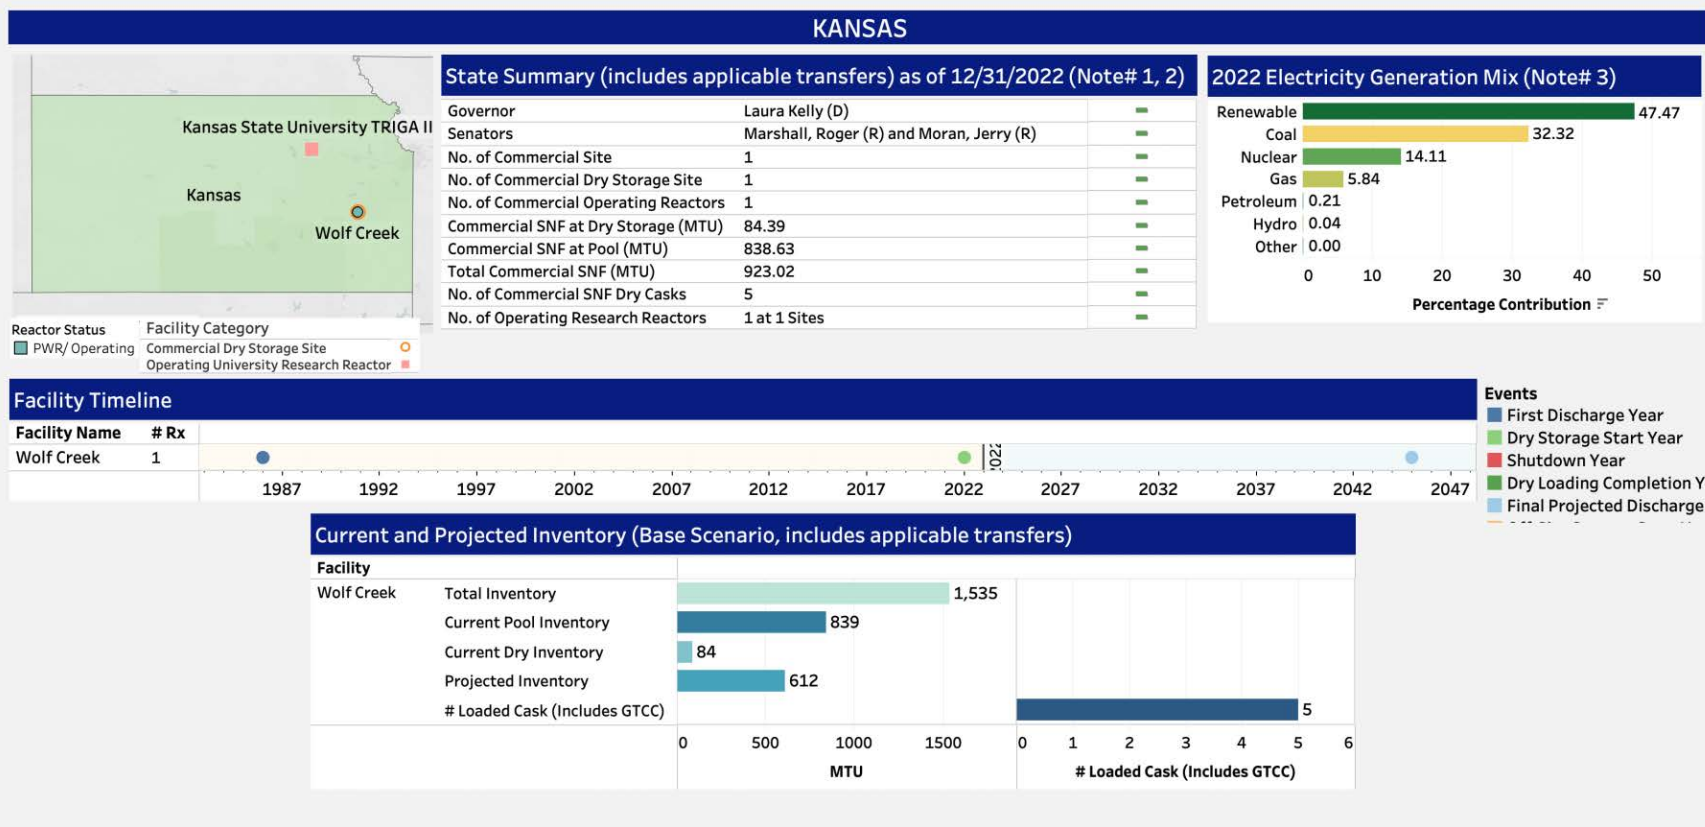 KANSAS
Kansas State University TRIGA II
Kansas
Wolf Creek
Reactor Status
PWR/ Operating
Facility Category
Commercial Dry Storage Site
Operating University Research Reactor
State Summary (includes applicable transfers) as of 12/31/2022 (Note# 1, 2)
Governor Laura Kelly (D)
Senators Marshall, Roger (R) and Moran, Jerry (R)
No. of Commercial Site 1
No. of Commercial Dry Storage Site 1
No. of Commercial Operating Reactors 1
Commercial SNF at Dry Storage (MTU) 84.39
Commercial SNF at Pool (MTU) 838.63
Total Commercial SNF (MTU) 923.02
No. of Commercial SNF Dry Casks 5
No. of Operating Research Reactors 1 at 1 Sites
2022 Electricity Generation Mix (Note# 3)
Renewable 47.47
Coal 32.32
Nuclear 14.11
Gas 5.84
Petroleum 0.21
Hydro 0.04
Other 0.00
0 10 20 30 40 50
Percentage Contribution
Facility Timeline
Facility Name # Rx
Wolf Creek 1
2022
1987 1992 1997 2002 2007 2012 2017 2022 2027 2032 2037 2042 2047
Events
First Discharge Year
Dry Storage Start Year
Shutdown Year
Dry Loading Completion Y
Final Projected Discharge
Current and Projected Inventory (Base Scenario, includes applicable transfers)
Facility
Wolf Creek Total Inventory 1,535
Current Pool Inventory 839
Current Dry Inventory 84
Projected Inventory 612
# Loaded Cask (Includes GTCC) 5
0 500 1000 1500 0 1 2 3 4 5 6
MTU # Loaded Cask (Includes GTCC)